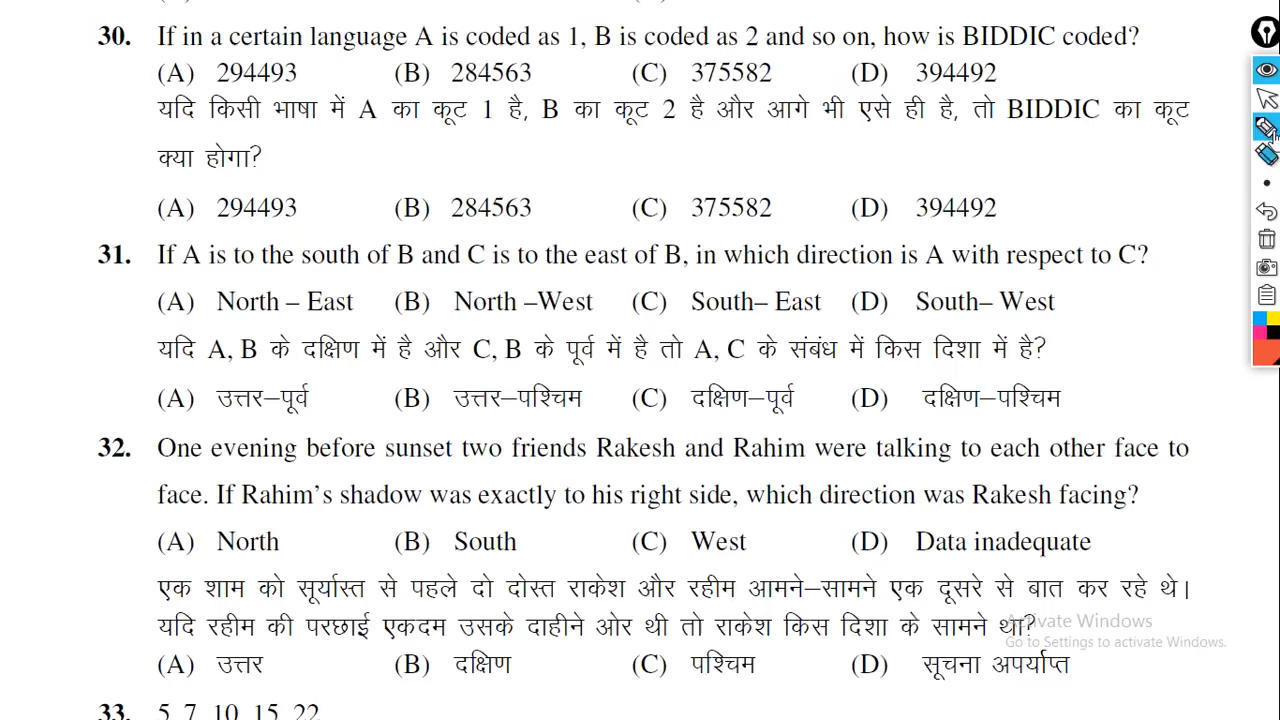 30. If in a certain language A is coded as 1, B is coded as 2 and so on, how is BIDDIC coded?
(A) 294493 (B) 284563 (C) 375582 (D) 394492
यदि किसी भाषा में A का कूट 1 है, B का कूट 2 है और आगे भी एसे ही है, तो BIDDIC का कूट
क्या होगा?
(A) 294493 (B) 284563 (C) 375582 (D) 394492
31. If A is to the south of B and C is to the east of B, in which direction is A with respect to C?
(A) North – East (B) North –West (C) South– East (D) South– West
यदि A, B के दक्षिण में है और C, B के पूर्व में है तो A, C के संबंध में किस दिशा में है?
(A) उत्तर–पूर्व (B) उत्तर–पश्चिम (C) दक्षिण–पूर्व (D) दक्षिण–पश्चिम
32. One evening before sunset two friends Rakesh and Rahim were talking to each other face to
face. If Rahim's shadow was exactly to his right side, which direction was Rakesh facing?
(A) North (B) South (C) West (D) Data inadequate
एक शाम को सूर्यास्त से पहले दो दोस्त राकेश और रहीम आमने–सामने एक दूसरे से बात कर रहे थे।
यदि रहीम की परछाई एकदम उसके दाहीने ओर थी तो राकेश किस दिशा के सामने था?
Activate Windows
Go to Settings to activate Windows.
(A) उत्तर (B) दक्षिण (C) पश्चिम (D) सूचना अपर्याप्त
33. 5, 7, 10, 15, 22